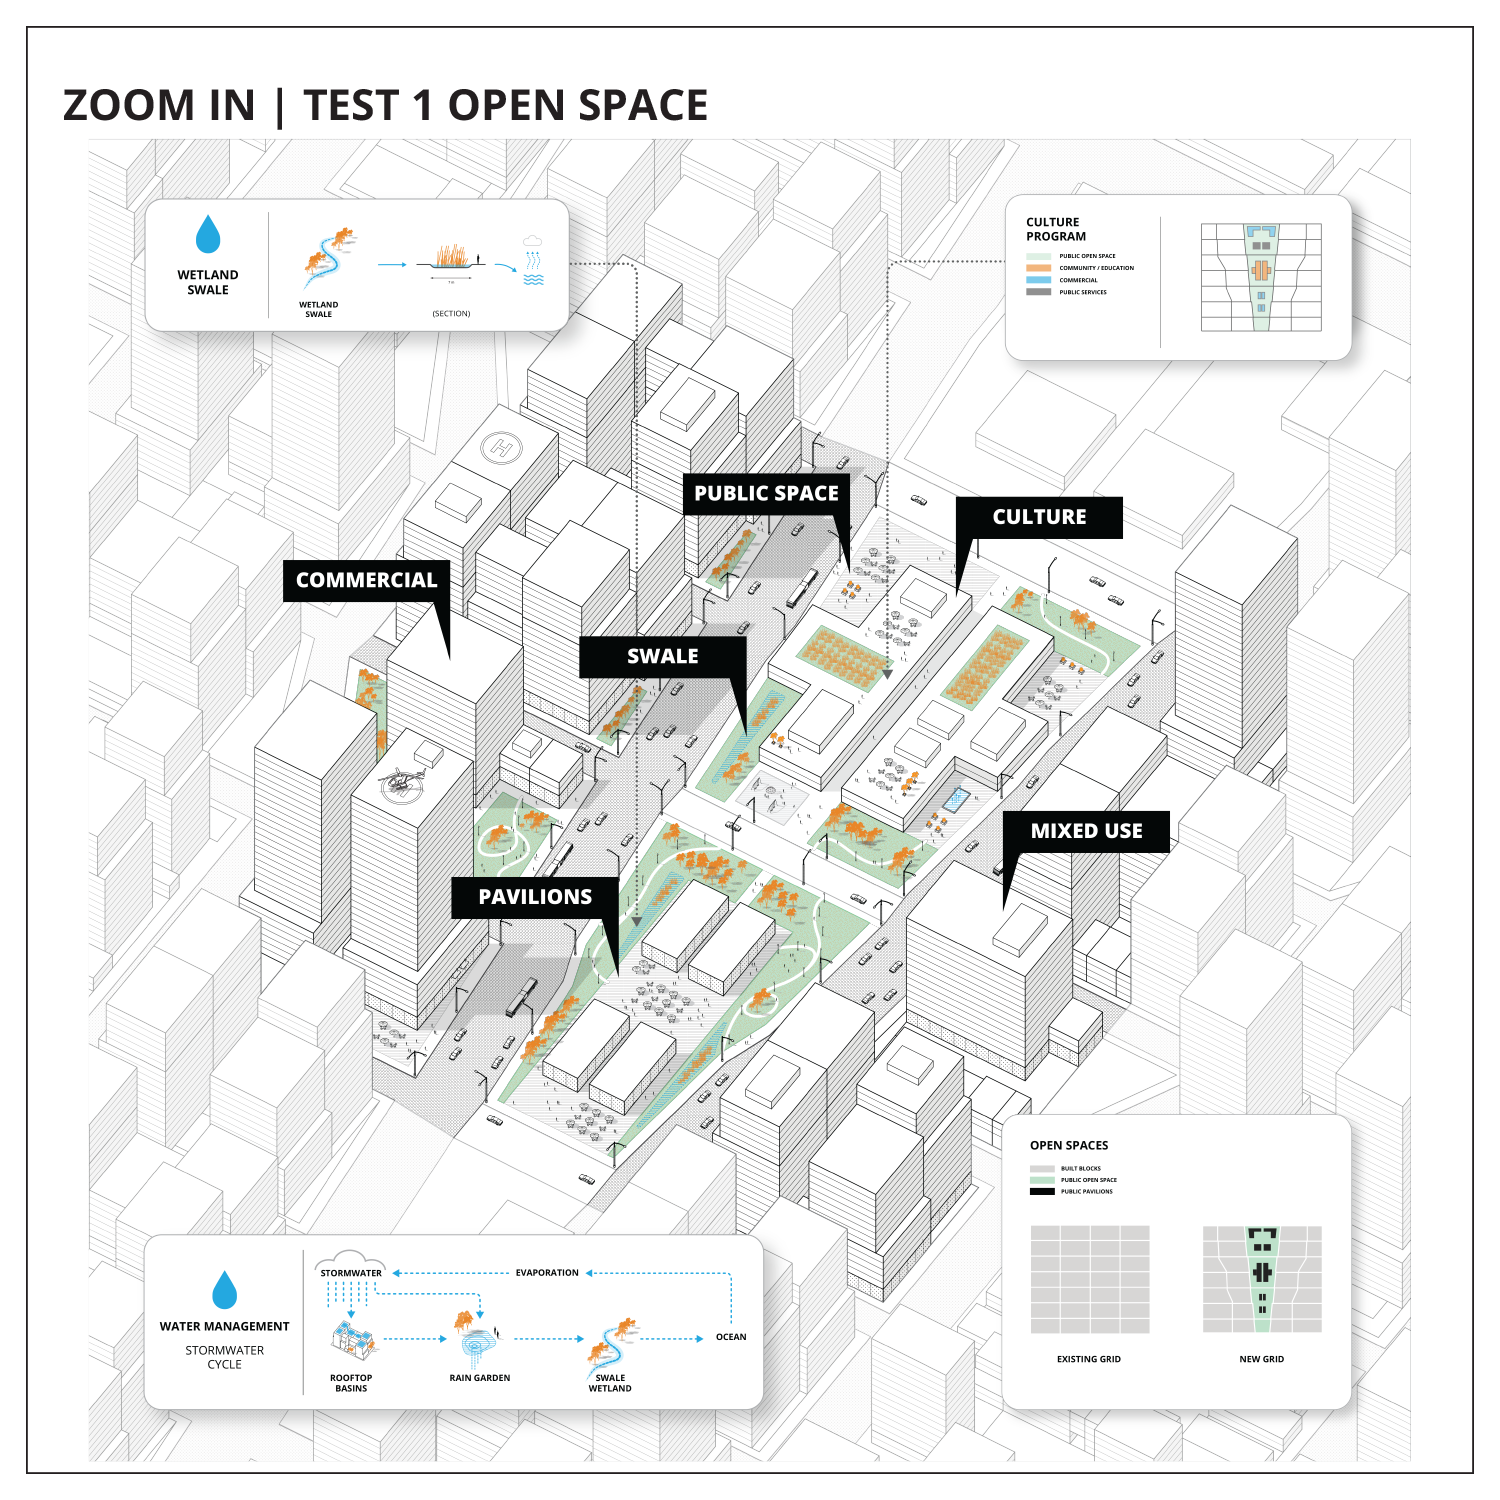 ZOOM IN | TEST 1 OPEN SPACE
WETLAND
SWALE
WETLAND
SWALE
(SECTION)
CULTURE
PROGRAM
PUBLIC OPEN SPACE
COMMUNITY / EDUCATION
COMMERCIAL
PUBLIC SERVICES
PUBLIC SPACE
CULTURE
COMMERCIAL
H
SWALE
MIXED USE
PAVILIONS
OPEN SPACES
BUILT BLOCKS
PUBLIC OPEN SPACE
PUBLIC PAVILIONS
EXISTING GRID
NEW GRID
WATER MANAGEMENT
STORMWATER
CYCLE
STORMWATER
EVAPORATION
OCEAN
ROOFTOP
BASINS
RAIN GARDEN
SWALE
WETLAND